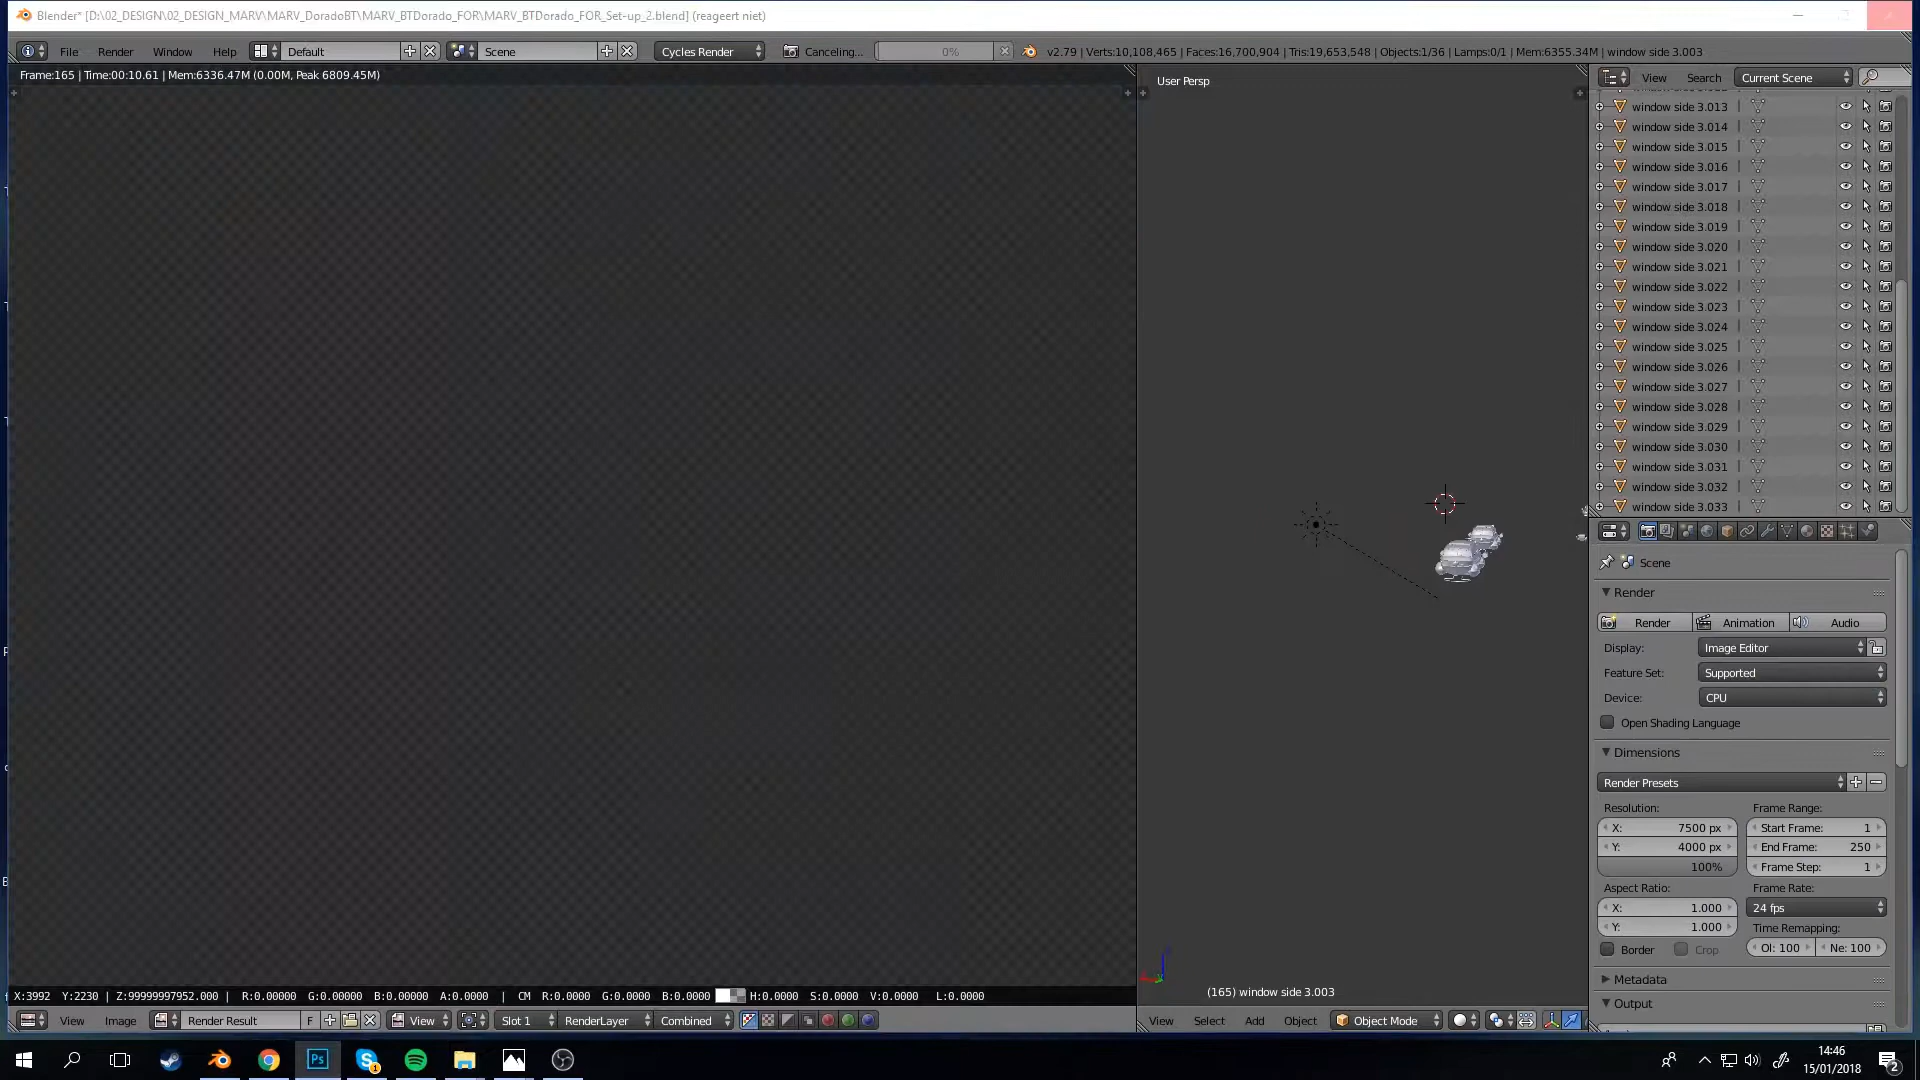 Blender* [D:\02_DESIGN\02_DESIGN_MARV\MARV_DoradoBT\MARV_BTDorado_FOR\MARV_BTDorado_FOR_Set-up_2.blend] (reageert niet)
File Render Window Help Default Scene Cycles Render Canceling... 0% v2.79 | Verts:10,108,465 | Faces:16,700,904 | Tris:19,653,548 | Objects:1/36 | Lamps:0/1 | Mem:6355.34M | window side 3.003
Frame:165 | Time:00:10.61 | Mem:6336.47M (0.00M, Peak 6809.45M)
User Persp
View Search Current Scene
window side 3.013
window side 3.014
window side 3.015
window side 3.016
window side 3.017
window side 3.018
window side 3.019
window side 3.020
window side 3.021
window side 3.022
window side 3.023
window side 3.024
window side 3.025
window side 3.026
window side 3.027
window side 3.028
window side 3.029
window side 3.030
window side 3.031
window side 3.032
window side 3.033
Scene
Render
Render Animation Audio
Display: Image Editor
Feature Set: Supported
Device: CPU
Open Shading Language
Dimensions
Render Presets
Resolution: Frame Range:
X: 7500 px Start Frame: 1
Y: 4000 px End Frame: 250
100% Frame Step: 1
Aspect Ratio: Frame Rate:
X: 1.000 24 fps
Y: 1.000 Time Remapping:
Border Crop Ol: 100 Ne: 100
Metadata
Output
(165) window side 3.003
X:3992 Y:2230 | Z:99999997952.000 | R:0.00000 G:0.00000 B:0.00000 A:0.0000 | CM R:0.0000 G:0.0000 B:0.0000 H:0.0000 S:0.0000 V:0.0000 L:0.0000
View Image Render Result F View Slot 1 RenderLayer Combined
View Select Add Object Object Mode
Ps
S
1
14:46
15/01/2018
2